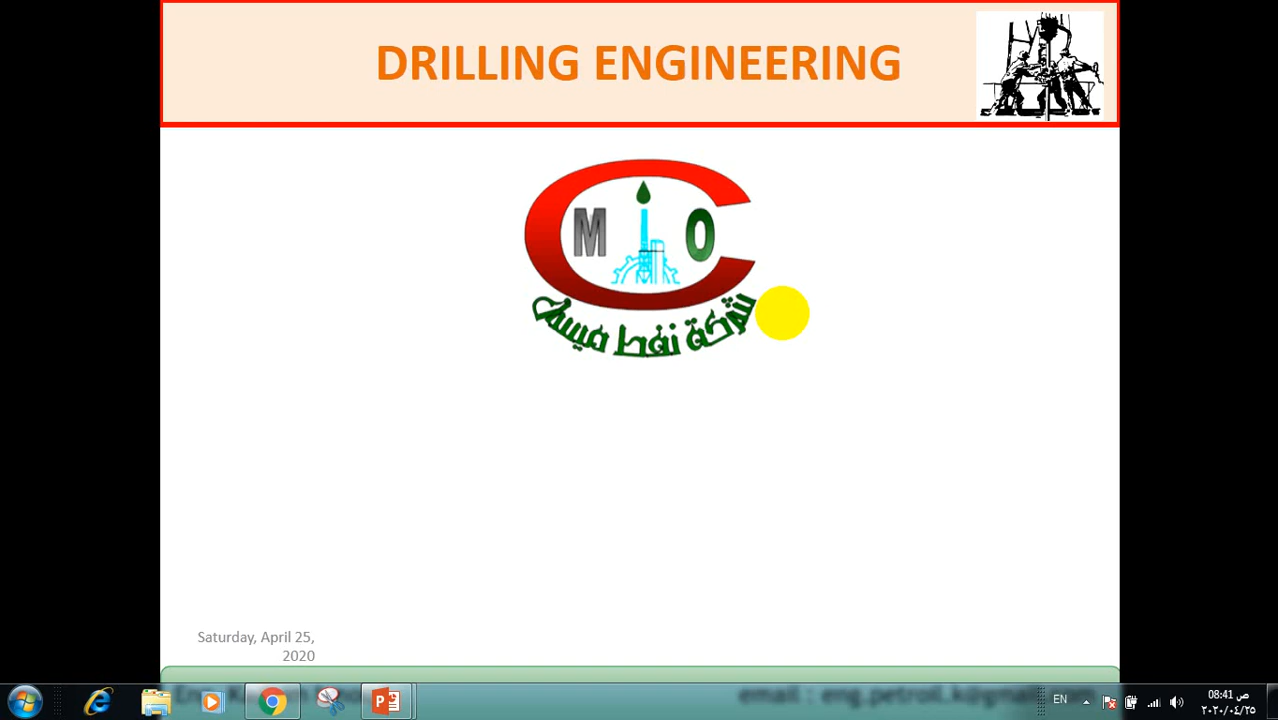 DRILLING ENGINEERING
M O
شركة نفط ميسان
Saturday, April 25,
2020
EN
08:41 ص
٢٠٢٠/٠٤/٢٥